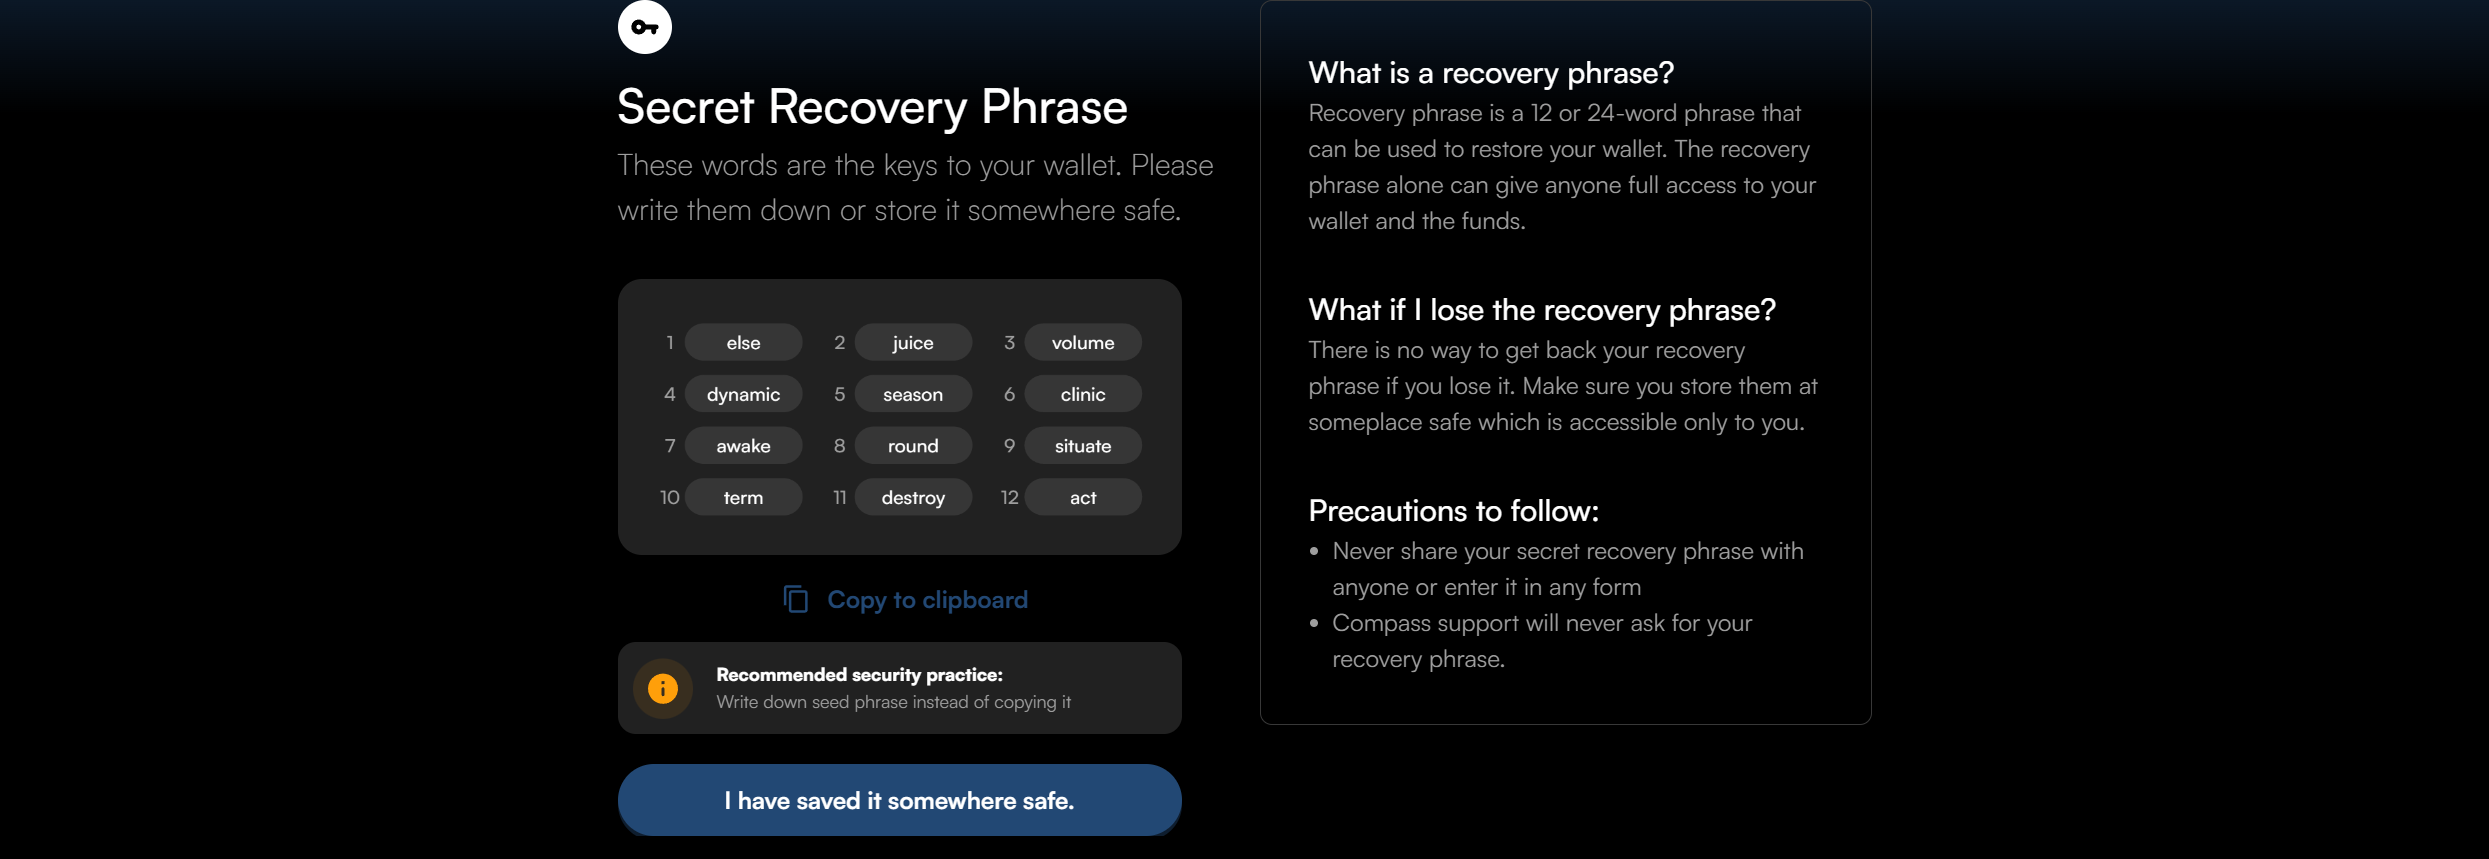 Secret Recovery Phrase
These words are the keys to your wallet. Please
write them down or store it somewhere safe.
1 else 2 juice 3 volume
4 dynamic 5 season 6 clinic
7 awake 8 round 9 situate
10 term 11 destroy 12 act
Copy to clipboard
Recommended security practice:
Write down seed phrase instead of copying it
I have saved it somewhere safe.
What is a recovery phrase?
Recovery phrase is a 12 or 24-word phrase that
can be used to restore your wallet. The recovery
phrase alone can give anyone full access to your
wallet and the funds.
What if I lose the recovery phrase?
There is no way to get back your recovery
phrase if you lose it. Make sure you store them at
someplace safe which is accessible only to you.
Precautions to follow:
• Never share your secret recovery phrase with
anyone or enter it in any form
• Compass support will never ask for your
recovery phrase.